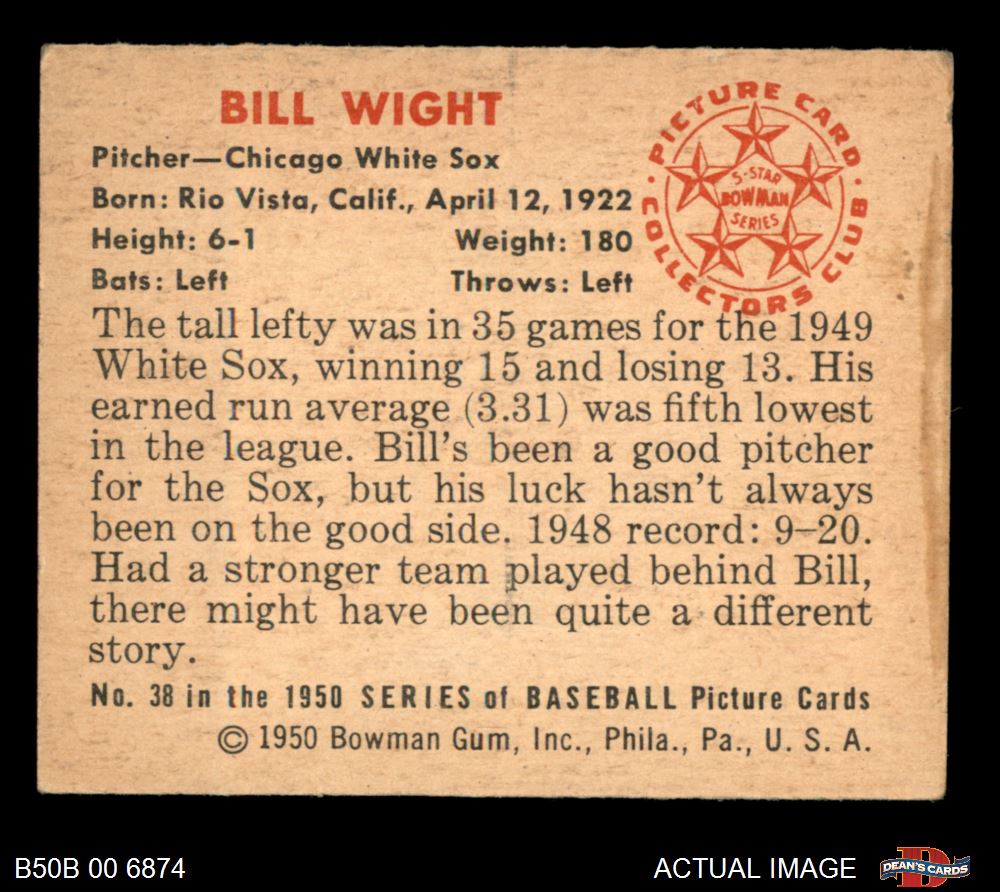 BILL WIGHT
Pitcher—Chicago White Sox
Born: Rio Vista, Calif., April 12, 1922
Height: 6-1 Weight: 180
Bats: Left Throws: Left
PICTURE CARD
COLLECTORS CLUB
5-STAR
BOWMAN
SERIES
The tall lefty was in 35 games for the 1949
White Sox, winning 15 and losing 13. His
earned run average (3.31) was fifth lowest
in the league. Bill's been a good pitcher
for the Sox, but his luck hasn't always
been on the good side. 1948 record: 9–20.
Had a stronger team played behind Bill,
there might have been quite a different
story.
No. 38 in the 1950 SERIES of BASEBALL Picture Cards
© 1950 Bowman Gum, Inc., Phila., Pa., U. S. A.
B50B 00 6874
ACTUAL IMAGE
D
DEAN'S CARDS